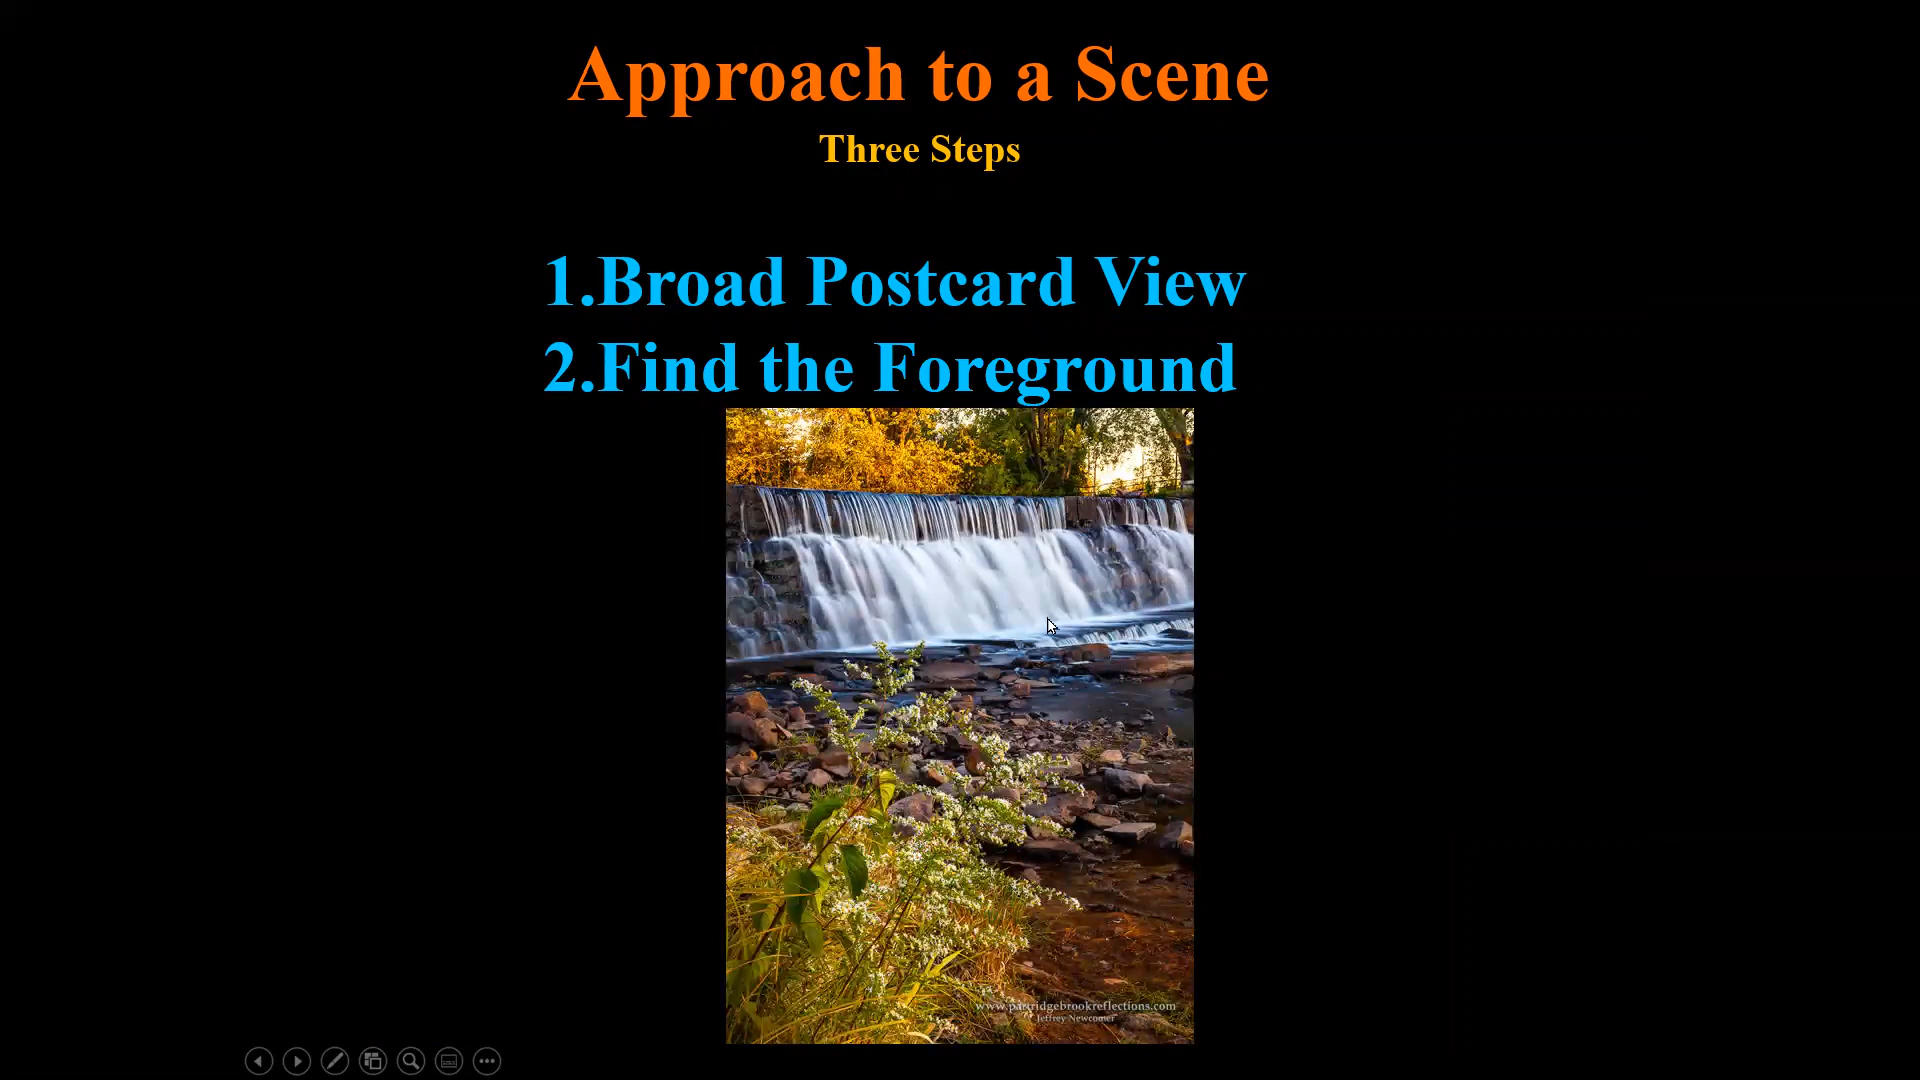 Approach to a Scene
Three Steps
1.Broad Postcard View
2.Find the Foreground
www.partridgebrookreflections.com
Jeffrey Newcomer